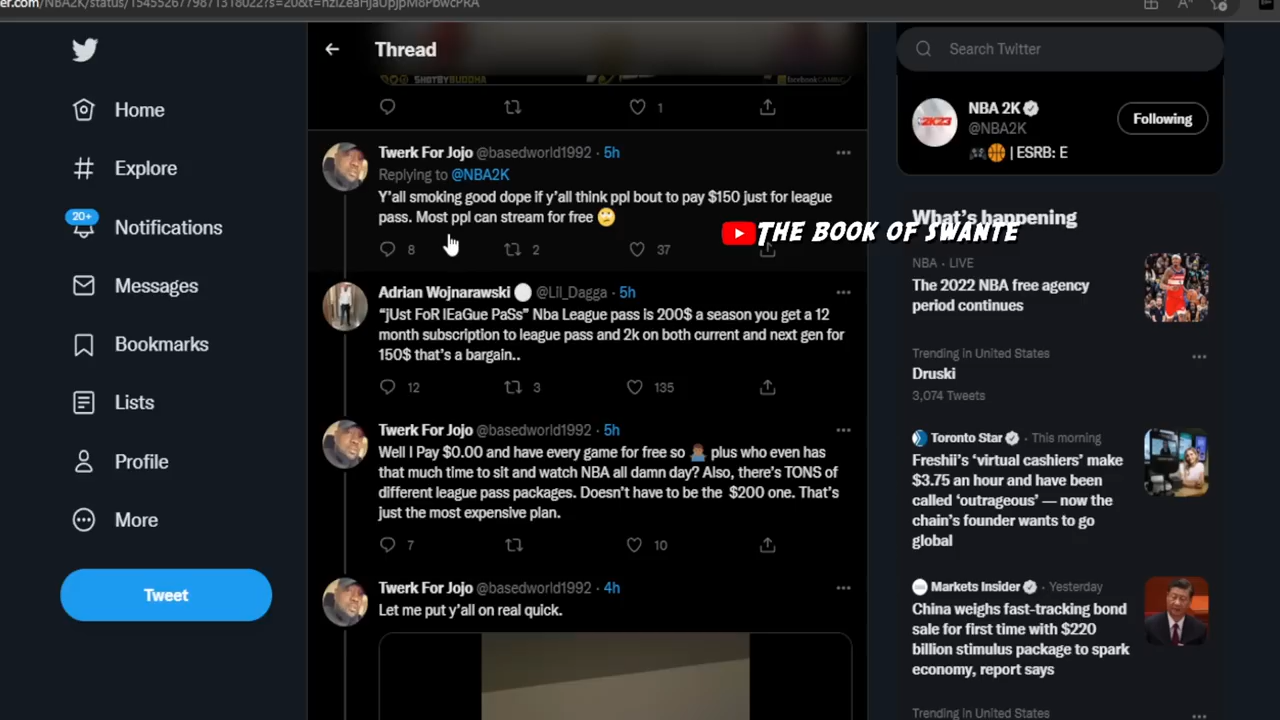 Thread
Search Twitter
SHOTBYBUDDHA
1
Home
Explore
20+
Notifications
Messages
Bookmarks
Lists
Profile
More
Tweet
Twerk For Jojo @basedworld1992 · 5h
Replying to @NBA2K
Y'all smoking good dope if y'all think ppl bout to pay $150 just for league
pass. Most ppl can stream for free 🙄
8 2 37
Adrian Wojnarawski @Lil_Dagga · 5h
“jUst FoR lEaGue PaSs” Nba League pass is 200$ a season you get a 12
month subscription to league pass and 2k on both current and next gen for
150$ that's a bargain..
12 3 135
Twerk For Jojo @basedworld1992 · 5h
Well I Pay $0.00 and have every game for free so 🤷🏾‍♂️ plus who even has
that much time to sit and watch NBA all damn day? Also, there's TONS of
different league pass packages. Doesn't have to be the $200 one. That's
just the most expensive plan.
7 10
Twerk For Jojo @basedworld1992 · 4h
Let me put y'all on real quick.
2K23
NBA 2K
@NBA2K
Following
🎮🏀 | ESRB: E
What's happening
THE BOOK OF SWANTE
NBA · LIVE
The 2022 NBA free agency
period continues
Trending in United States
Druski
3,074 Tweets
Toronto Star · This morning
Freshii's ‘virtual cashiers’ make
$3.75 an hour and have been
called ‘outrageous’ — now the
chain's founder wants to go
global
Markets Insider · Yesterday
China weighs fast-tracking bond
sale for first time with $220
billion stimulus package to spark
economy, report says
Trending in United States